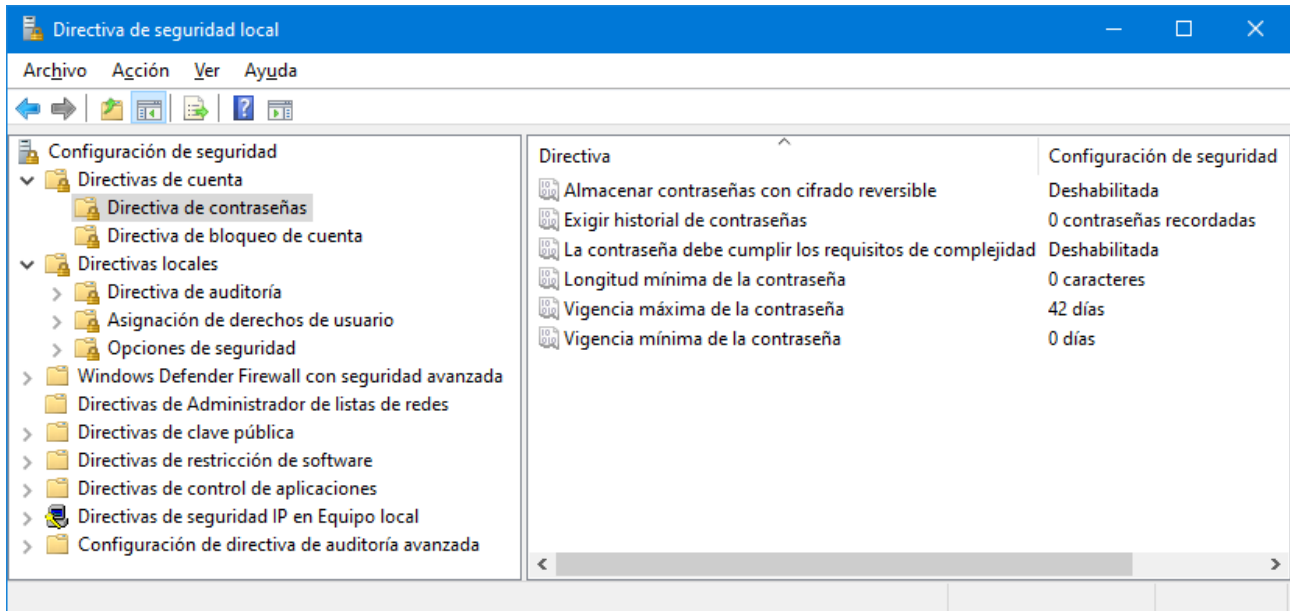 Directiva de seguridad local
Archivo Acción Ver Ayuda
Configuración de seguridad
Directivas de cuenta
Directiva de contraseñas
Directiva de bloqueo de cuenta
Directivas locales
Directiva de auditoría
Asignación de derechos de usuario
Opciones de seguridad
Windows Defender Firewall con seguridad avanzada
Directivas de Administrador de listas de redes
Directivas de clave pública
Directivas de restricción de software
Directivas de control de aplicaciones
Directivas de seguridad IP en Equipo local
Configuración de directiva de auditoría avanzada
Directiva Configuración de seguridad
Almacenar contraseñas con cifrado reversible Deshabilitada
Exigir historial de contraseñas 0 contraseñas recordadas
La contraseña debe cumplir los requisitos de complejidad Deshabilitada
Longitud mínima de la contraseña 0 caracteres
Vigencia máxima de la contraseña 42 días
Vigencia mínima de la contraseña 0 días